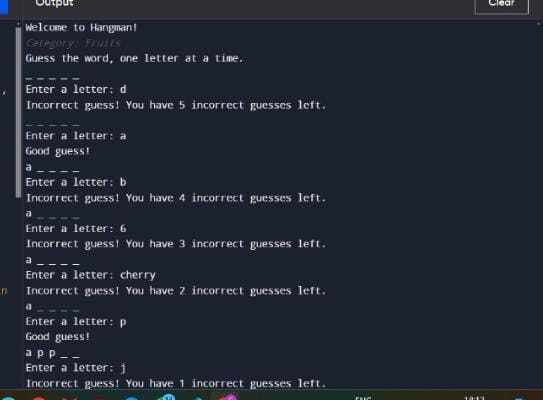 Output
Clear
Welcome to Hangman!
Category: Fruits
Guess the word, one letter at a time.
_ _ _ _ _
Enter a letter: d
Incorrect guess! You have 5 incorrect guesses left.
_ _ _ _ _
Enter a letter: a
Good guess!
a _ _ _ _
Enter a letter: b
Incorrect guess! You have 4 incorrect guesses left.
a _ _ _ _
Enter a letter: 6
Incorrect guess! You have 3 incorrect guesses left.
a _ _ _ _
Enter a letter: cherry
Incorrect guess! You have 2 incorrect guesses left.
a _ _ _ _
Enter a letter: p
Good guess!
a p p _ _
Enter a letter: j
Incorrect guess! You have 1 incorrect guesses left.